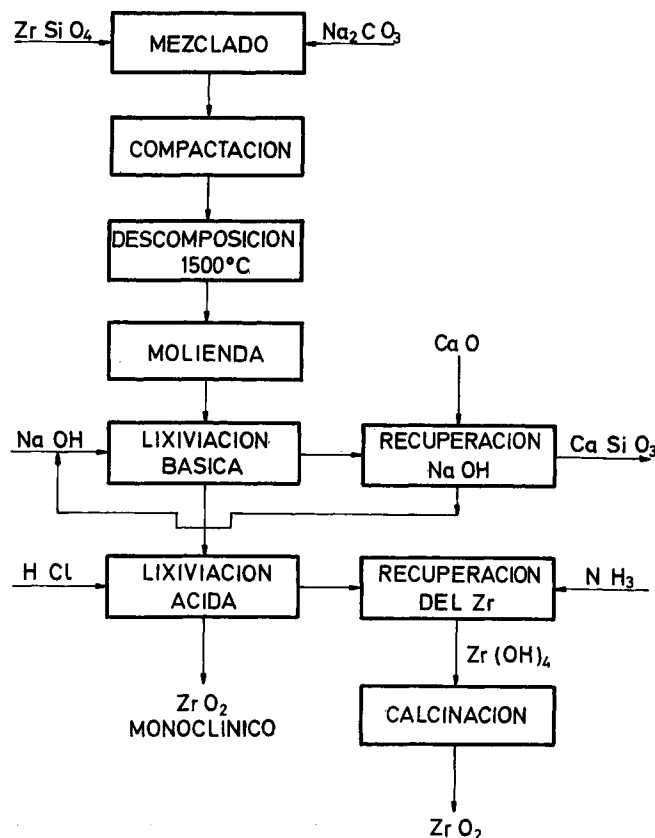 Zr Si O₄
MEZCLADO
Na₂ C O₃
COMPACTACION
DESCOMPOSICION
1500°C
MOLIENDA
Ca O
Na OH
LIXIVIACION
BASICA
RECUPERACION
Na OH
Ca Si O₃
H Cl
LIXIVIACION
ACIDA
RECUPERACION
DEL Zr
N H₃
Zr (OH)₄
Zr O₂
MONOCLINICO
CALCINACION
Zr O₂